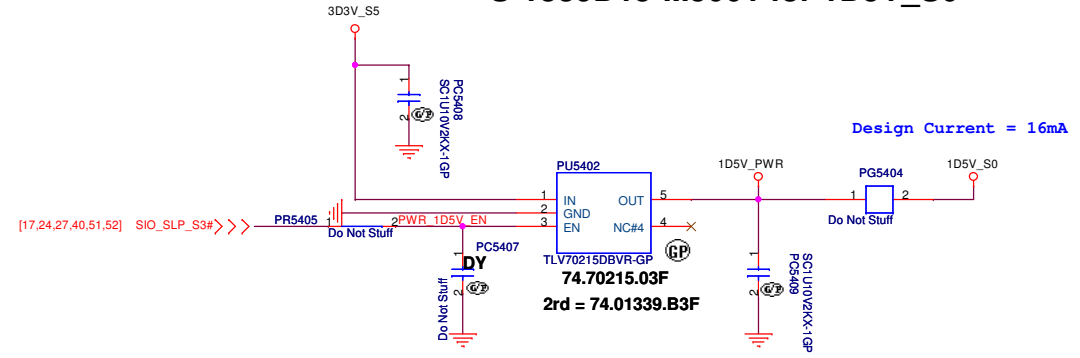 3D3V_S5
1
2
PC5408
SC1U10V2KX-1GP
Design Current = 16mA
PU5402
1D5V_PWR
PG5404
1D5V_S0
1 IN
2 GND
3 EN
OUT 5
NC#4 4
1
2
Do Not Stuff
[17,24,27,40,51,52] SIO_SLP_S3#
PR5405
1
2
PWR_1D5V_EN
Do Not Stuff
PC5407
1
DY
2
Do Not Stuff
TLV70215DBVR-GP
GP
74.70215.03F
2rd = 74.01339.B3F
1
2
SC1U10V2KX-1GP
PC5409